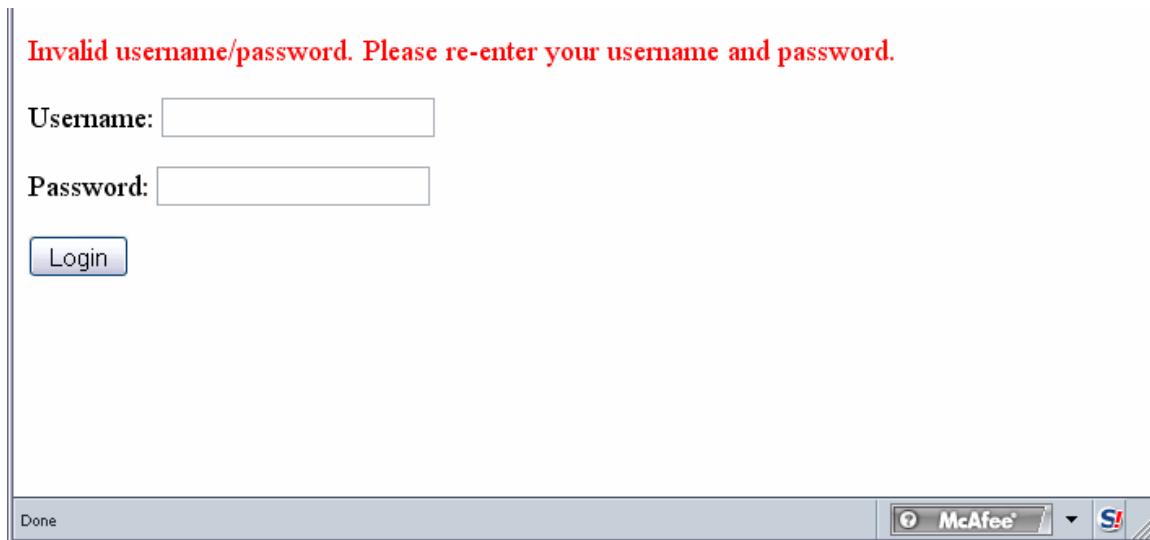 Invalid username/password. Please re-enter your username and password.
Username:
Password:
Login
Done
McAfee
S!